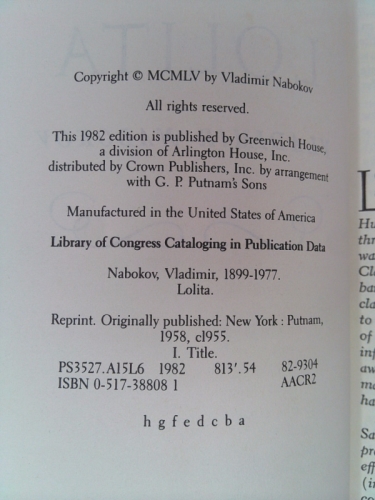 LOLITA
Copyright © MCMLV by Vladimir Nabokov
All rights reserved.
This 1982 edition is published by Greenwich House,
a division of Arlington House, Inc.
distributed by Crown Publishers, Inc. by arrangement
with G. P. Putnam's Sons
Manufactured in the United States of America
Library of Congress Cataloging in Publication Data
Nabokov, Vladimir, 1899-1977.
Lolita.
Reprint. Originally published: New York : Putnam,
1958, c1955.
I. Title.
PS3527.A15L6 1982 813'.54 82-9304
ISBN 0-517-38808 1 AACR2
h g f e d c b a